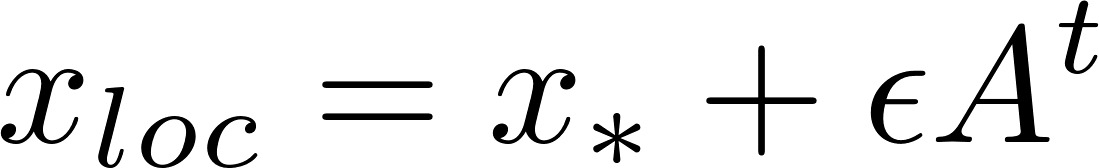 $x_{loc} = x_* + \epsilon A^t$